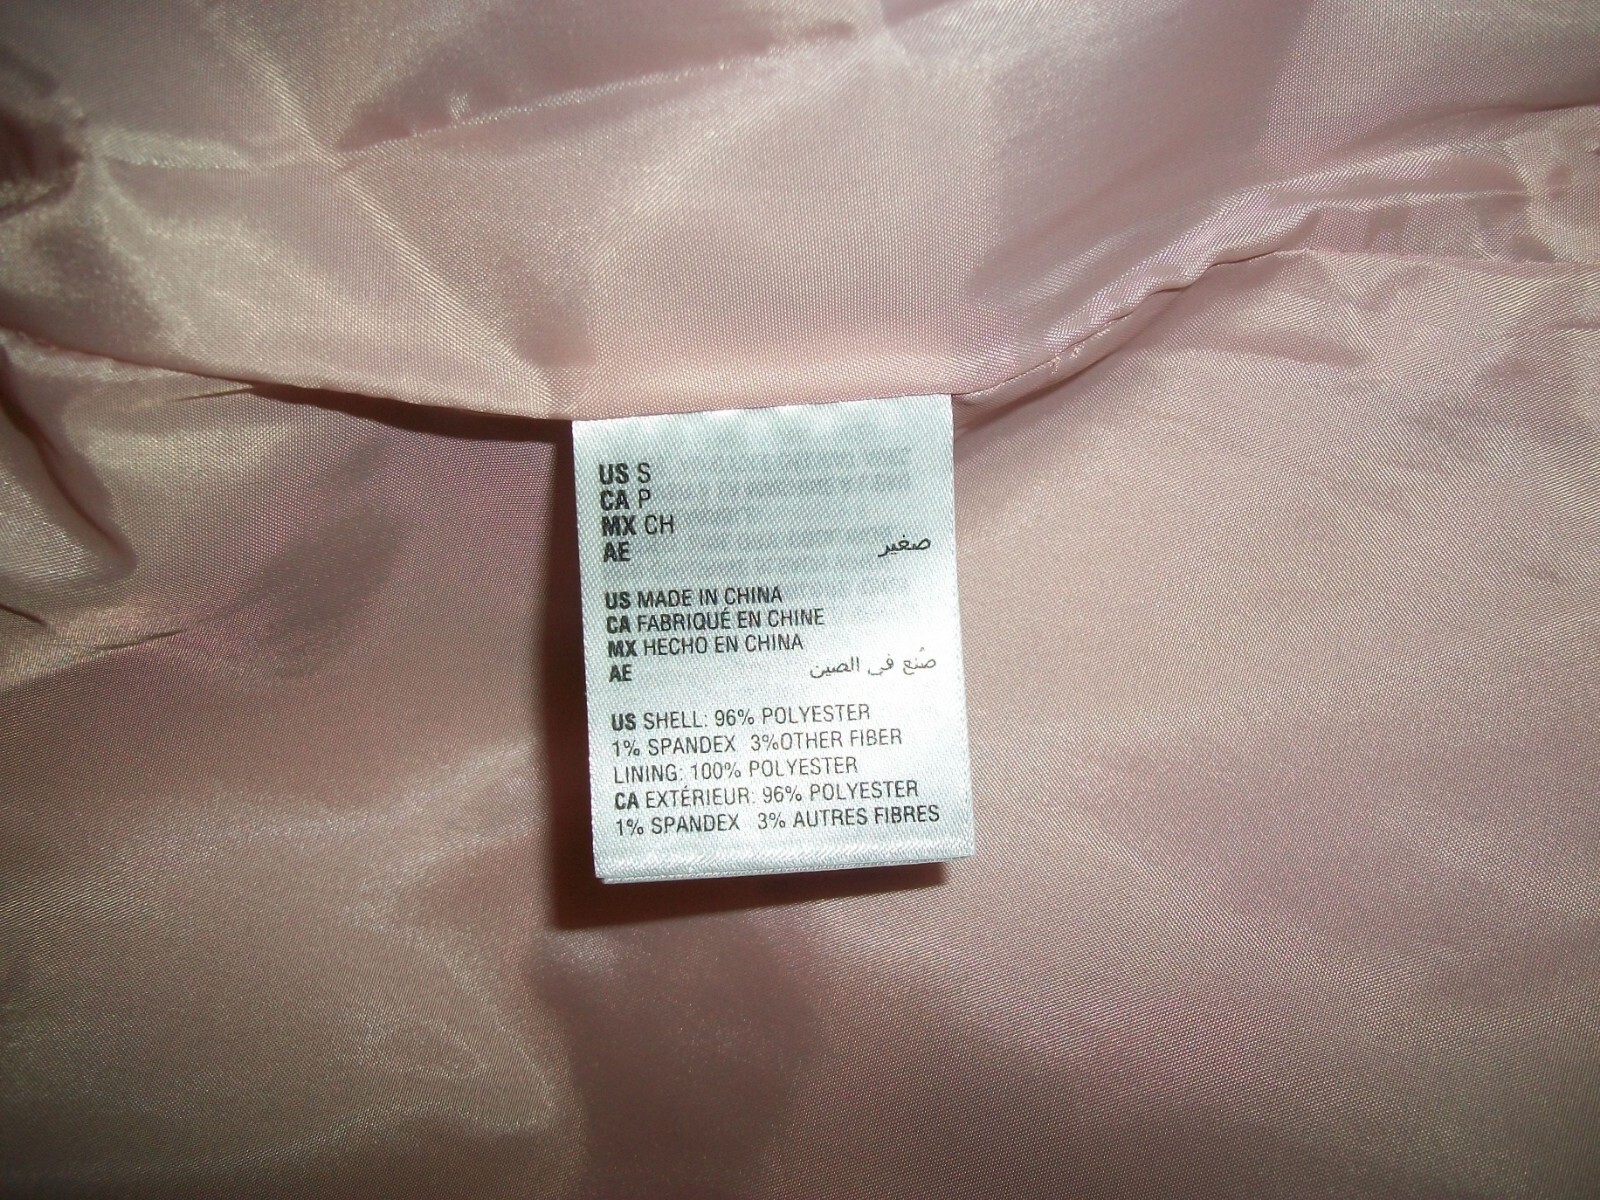 US S
CA P
MX CH
AE صغير
US MADE IN CHINA
CA FABRIQUÉ EN CHINE
MX HECHO EN CHINA
AE صُنع في الصين
US SHELL: 96% POLYESTER
1% SPANDEX 3%OTHER FIBER
LINING: 100% POLYESTER
CA EXTÉRIEUR: 96% POLYESTER
1% SPANDEX 3% AUTRES FIBRES